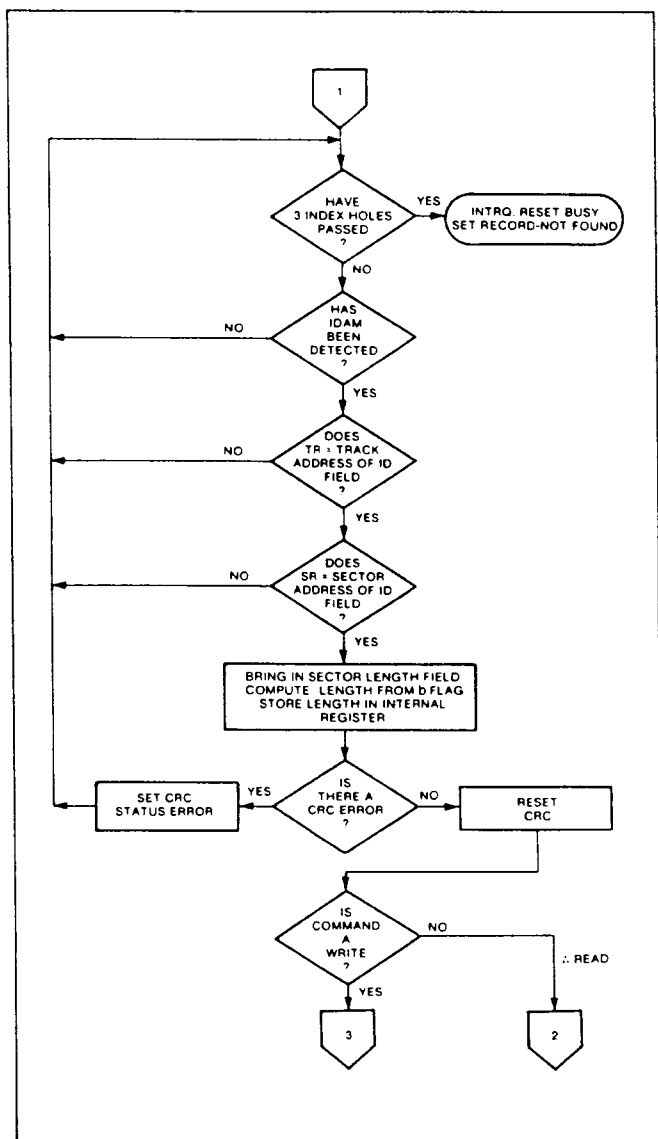 1
HAVE
3 INDEX HOLES
PASSED
?
YES
INTRQ. RESET BUSY
SET RECORD-NOT FOUND
NO
HAS
IDAM
BEEN
DETECTED
?
NO
YES
DOES
TR = TRACK
ADDRESS OF ID
FIELD
?
NO
YES
DOES
SR = SECTOR
ADDRESS OF ID
FIELD
?
NO
YES
BRING IN SECTOR LENGTH FIELD
COMPUTE LENGTH FROM b FLAG
STORE LENGTH IN INTERNAL
REGISTER
IS
THERE A
CRC ERROR
?
YES
SET CRC
STATUS ERROR
NO
RESET
CRC
IS
COMMAND
A
WRITE
?
NO
∴ READ
YES
3
2